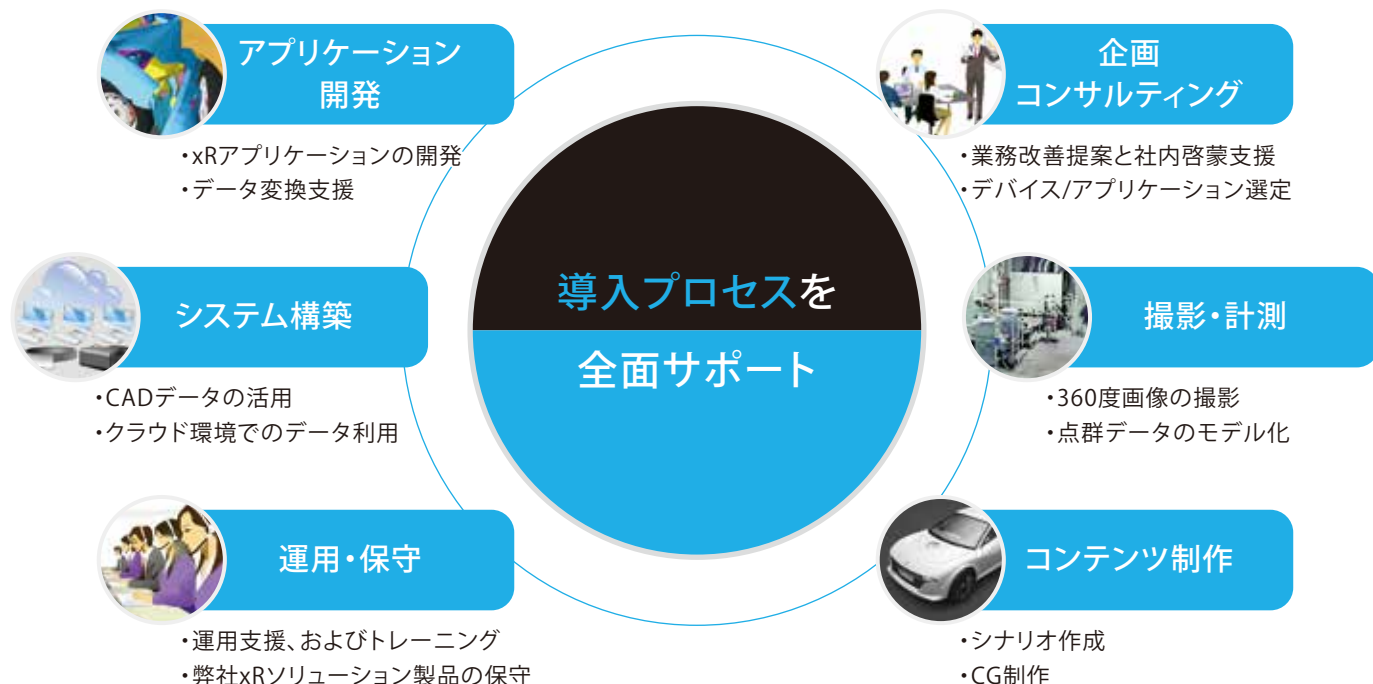 アプリケーション
開発
・xRアプリケーションの開発
・データ変換支援
企画
コンサルティング
・業務改善提案と社内啓蒙支援
・デバイス/アプリケーション選定
導入プロセスを
全面サポート
システム構築
・CADデータの活用
・クラウド環境でのデータ利用
撮影・計測
・360度画像の撮影
・点群データのモデル化
運用・保守
・運用支援、およびトレーニング
・弊社xRソリューション製品の保守
コンテンツ制作
・シナリオ作成
・CG制作